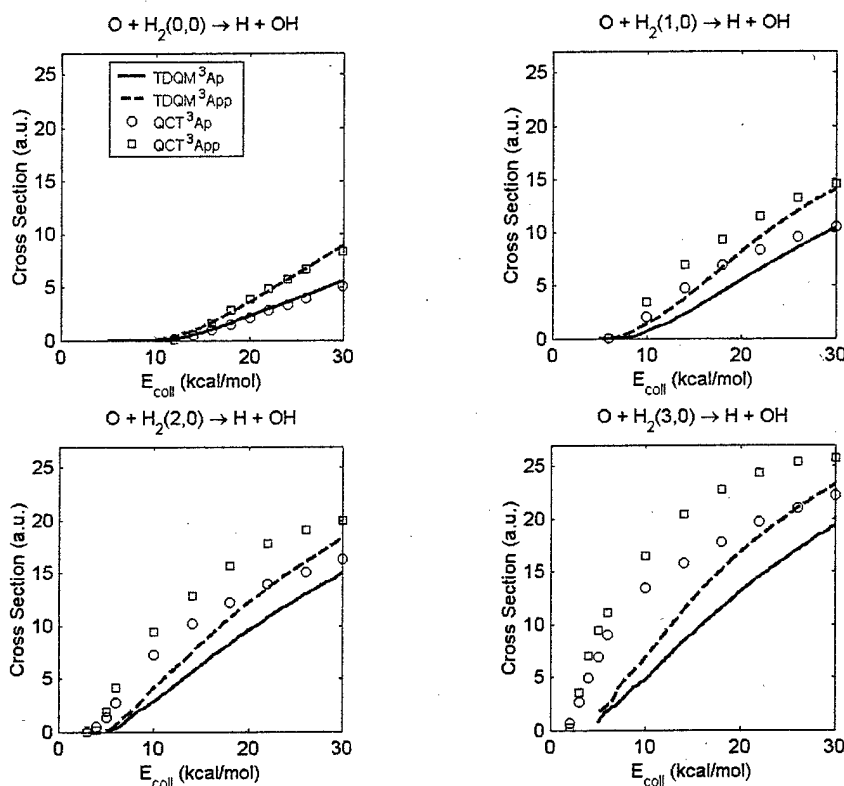 O + H₂(0,0) → H + OH
25
20
15
10
5
0
0
10
20
30
Cross Section (a.u.)
E_coll (kcal/mol)
TDQM ³Ap
TDQM ³App
QCT ³Ap
QCT ³App
O + H₂(1,0) → H + OH
25
20
15
10
5
0
0
10
20
30
Cross Section (a.u.)
E_coll (kcal/mol)
O + H₂(2,0) → H + OH
25
20
15
10
5
0
0
10
20
30
Cross Section (a.u.)
E_coll (kcal/mol)
O + H₂(3,0) → H + OH
25
20
15
10
5
0
0
10
20
30
Cross Section (a.u.)
E_coll (kcal/mol)